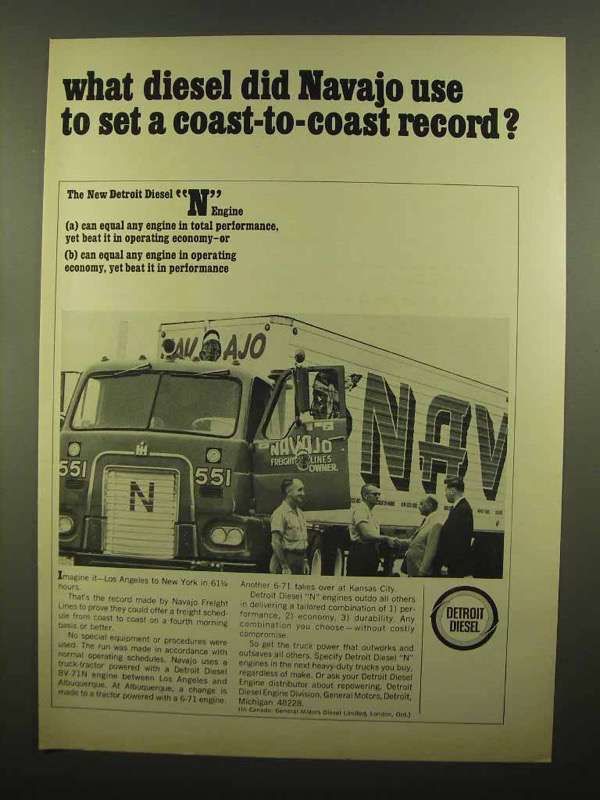 what diesel did Navajo use
to set a coast-to-coast record?
The New Detroit Diesel "N"
Engine
(a) can equal any engine in total performance,
yet beat it in operating economy—or
(b) can equal any engine in operating
economy, yet beat it in performance
NAVAJO
NAVAJO
FREIGHT LINES
OWNER.
NAV
IH
551
551
N
Imagine it—Los Angeles to New York in 61¾
hours.
That's the record made by Navajo Freight
Lines to prove they could offer a freight sched-
ule from coast to coast on a fourth morning
basis or better.
No special equipment or procedures were
used. The run was made in accordance with
normal operating schedules. Navajo used a
truck-tractor powered with a Detroit Diesel
8V-71N engine between Los Angeles and
Albuquerque. At Albuquerque, a change is
made to a tractor powered with a 6-71 engine.
Another 6-71 takes over at Kansas City.
Detroit Diesel "N" engines outdo all others
in delivering a tailored combination of 1) per-
formance, 2) economy, 3) durability. Any
combination you choose—without costly
compromise.
So get the truck power that outworks and
outsaves all others. Specify Detroit Diesel "N"
engines in the next heavy-duty trucks you buy,
regardless of make. Or ask your Detroit Diesel
Engine distributor about repowering. Detroit
Diesel Engine Division, General Motors, Detroit,
Michigan 48228.
(In Canada: General Motors Diesel Limited, London, Ont.)
DETROIT
DIESEL